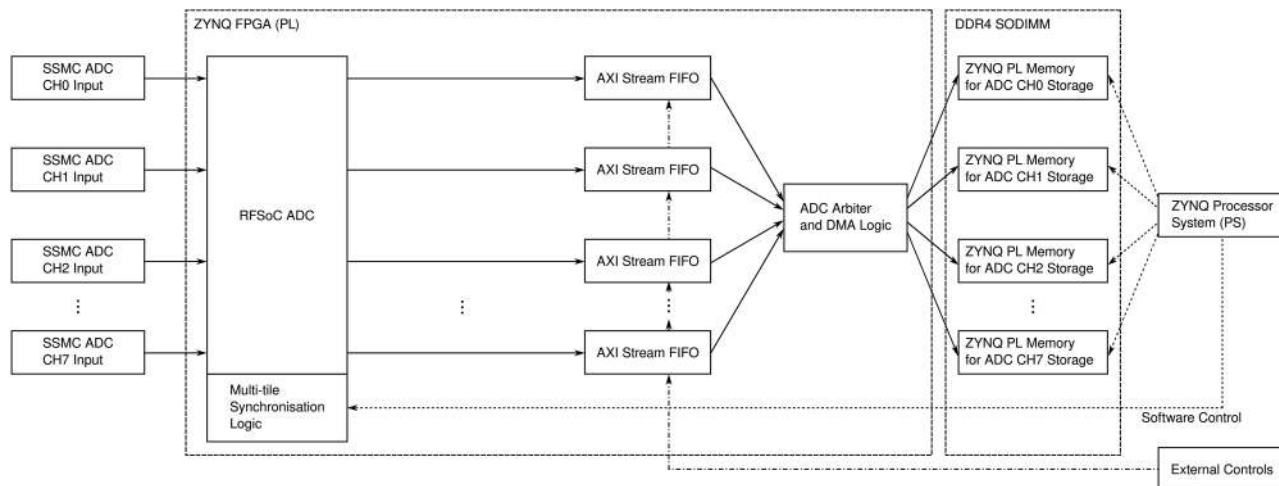 ZYNQ FPGA (PL)
DDR4 SODIMM
SSMC ADC
CH0 Input
AXI Stream FIFO
ZYNQ PL Memory
for ADC CH0 Storage
SSMC ADC
CH1 Input
AXI Stream FIFO
ZYNQ PL Memory
for ADC CH1 Storage
RFSoC ADC
ADC Arbiter
and DMA Logic
ZYNQ Processor
System (PS)
SSMC ADC
CH2 Input
AXI Stream FIFO
ZYNQ PL Memory
for ADC CH2 Storage
SSMC ADC
CH7 Input
AXI Stream FIFO
ZYNQ PL Memory
for ADC CH7 Storage
Multi-tile
Synchronisation
Logic
Software Control
External Controls